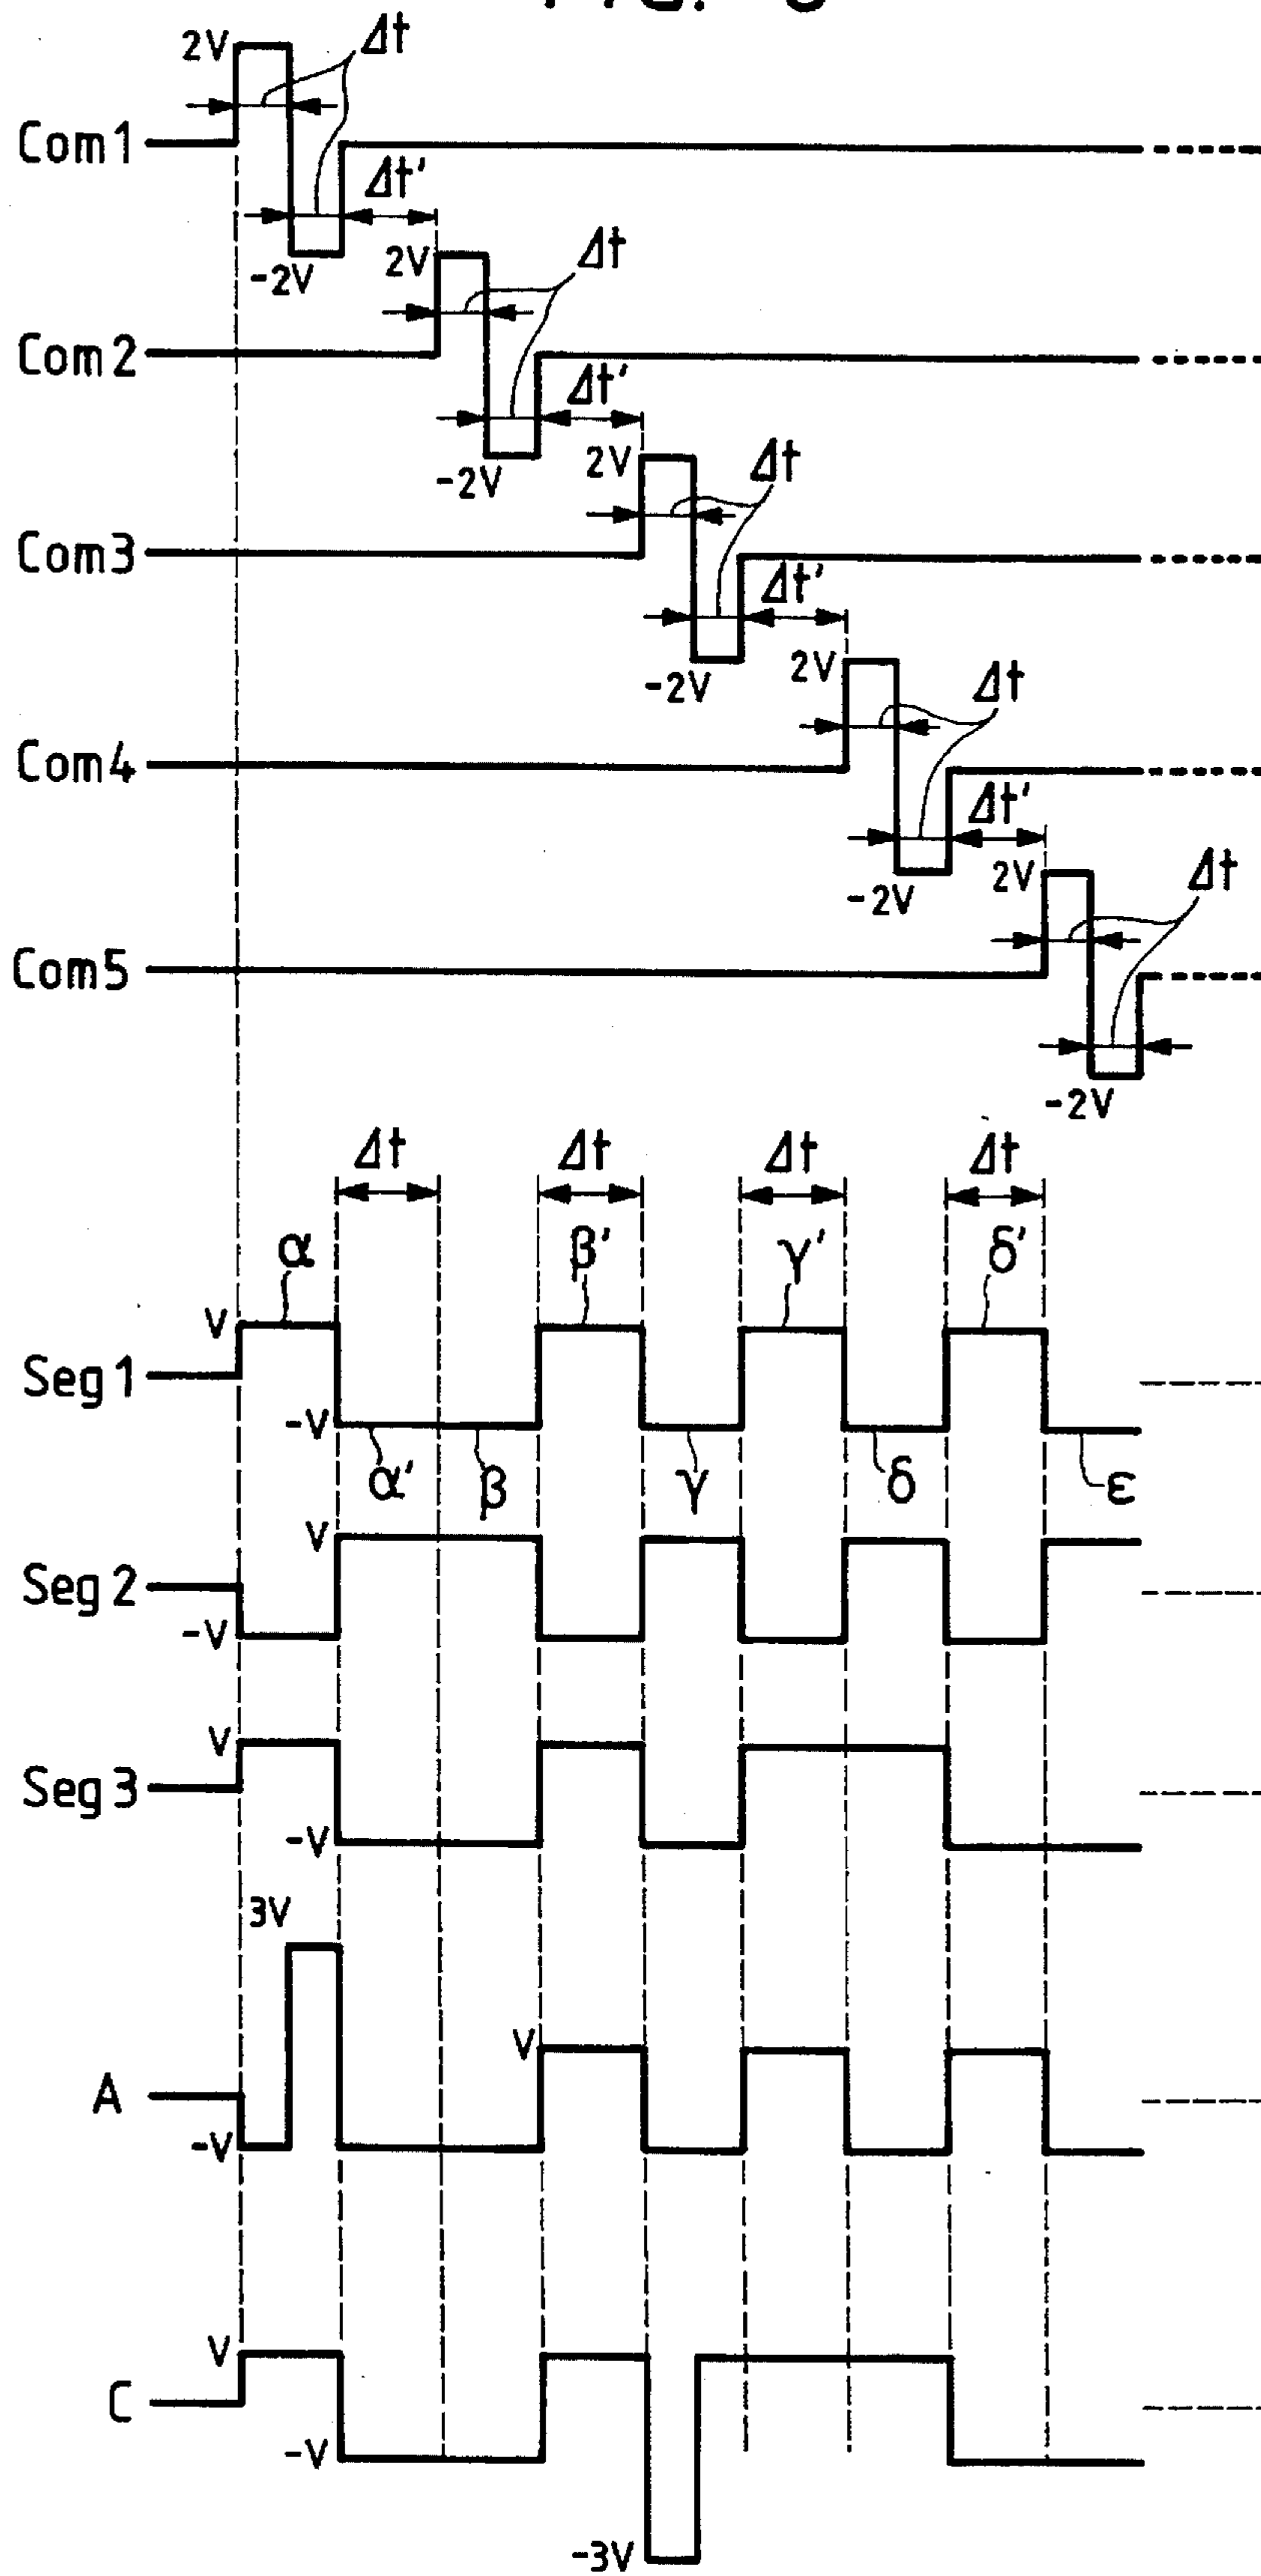 2V Δt
Com1
Δt'
-2V 2V Δt
Com2
Δt'
-2V 2V Δt
Com3
Δt'
-2V 2V Δt
Com4
Δt'
-2V 2V Δt
Com5
-2V
Δt Δt Δt Δt
α β' γ' δ'
V
Seg1
-V
α' β γ δ ε
V
Seg2
-V
V
Seg3
-V
3V
V
A
-V
V
C
-V
-3V